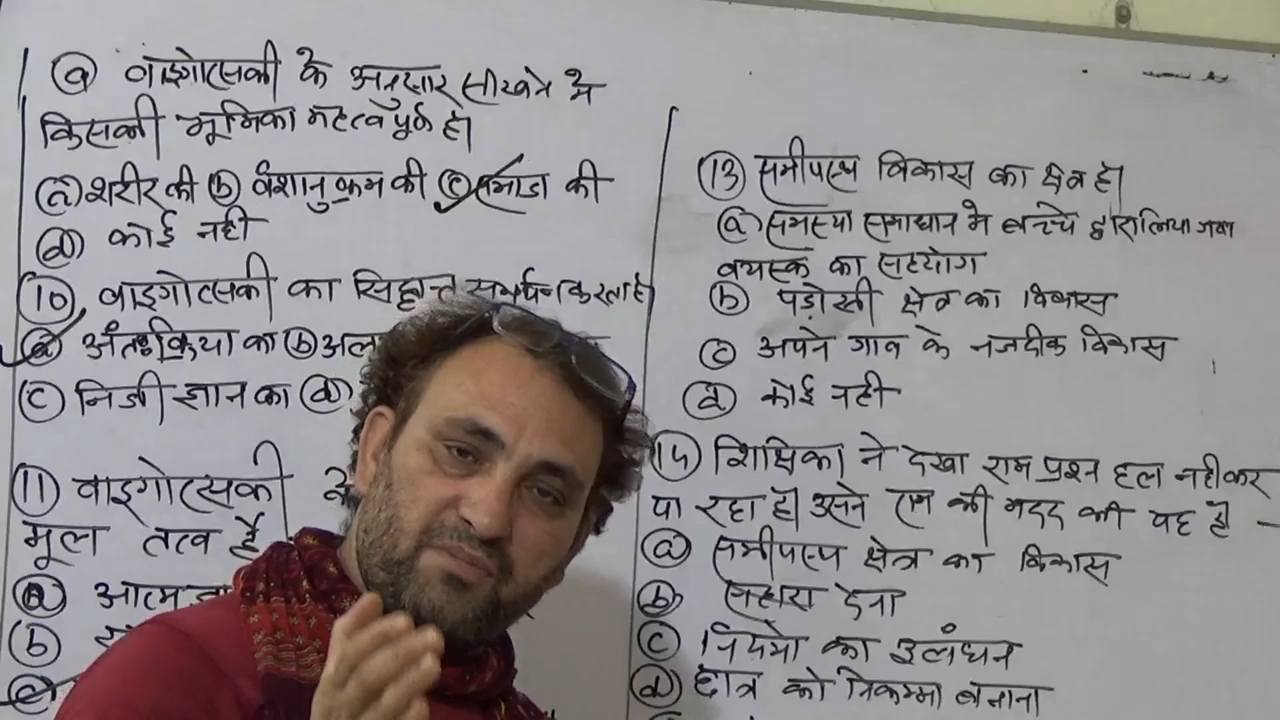 (9) वाइगोत्सकी के अनुसार सीखने मे
किसकी भूमिका महत्वपूर्ण है।
(a) शरीर की (b) वंशानुक्रम की (c) समाज की
(d) कोई नही
(10) वाइगोत्सकी का सिद्धान्त समर्थन करता है
(a) अंतःक्रिया का (b)
(c) निजी ज्ञान का (d)
(11) वाइगोत्सकी के
मूल तत्व है
(a) आत्म
(b)
(c)
(13) समीपस्थ विकास का क्षेत्र है।
(a) समस्या समाधान मे बच्चे द्वारा लिया गया
वयस्क का सहयोग
(b) पड़ोसी क्षेत्र का विकास
(c) अपने गाव के नजदीक विकास
(d) कोई नही
(14) शिक्षिका ने देखा राम प्रश्न हल नही कर
पा रहा है। उसने राम की मदद की यह है –
(a) समीपस्थ क्षेत्र का विकास
(b) सहारा देना
(c) नियमो का उलंघन
(d) छात्र को निकम्मा बनाना